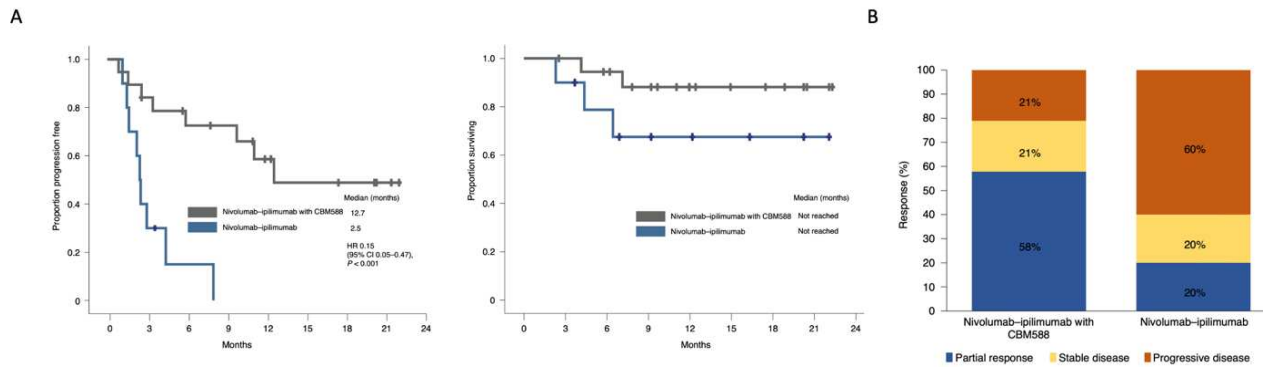 A
Proportion progression free
1.0
0.8
0.6
0.4
0.2
0
0
3
6
9
12
15
18
21
24
Months
Median (months)
Nivolumab–ipilimumab with CBM588 12.7
Nivolumab–ipilimumab 2.5
HR 0.15
(95% CI 0.05–0.47),
P < 0.001
Proportion surviving
1.0
0.8
0.6
0.4
0.2
0
0
3
6
9
12
15
18
21
24
Months
Median (months)
Nivolumab–ipilimumab with CBM588 Not reached
Nivolumab–ipilimumab Not reached
B
Response (%)
100
90
80
70
60
50
40
30
20
10
0
21%
21%
58%
60%
20%
20%
Nivolumab–ipilimumab with
CBM588
Nivolumab–ipilimumab
Partial response Stable disease Progressive disease